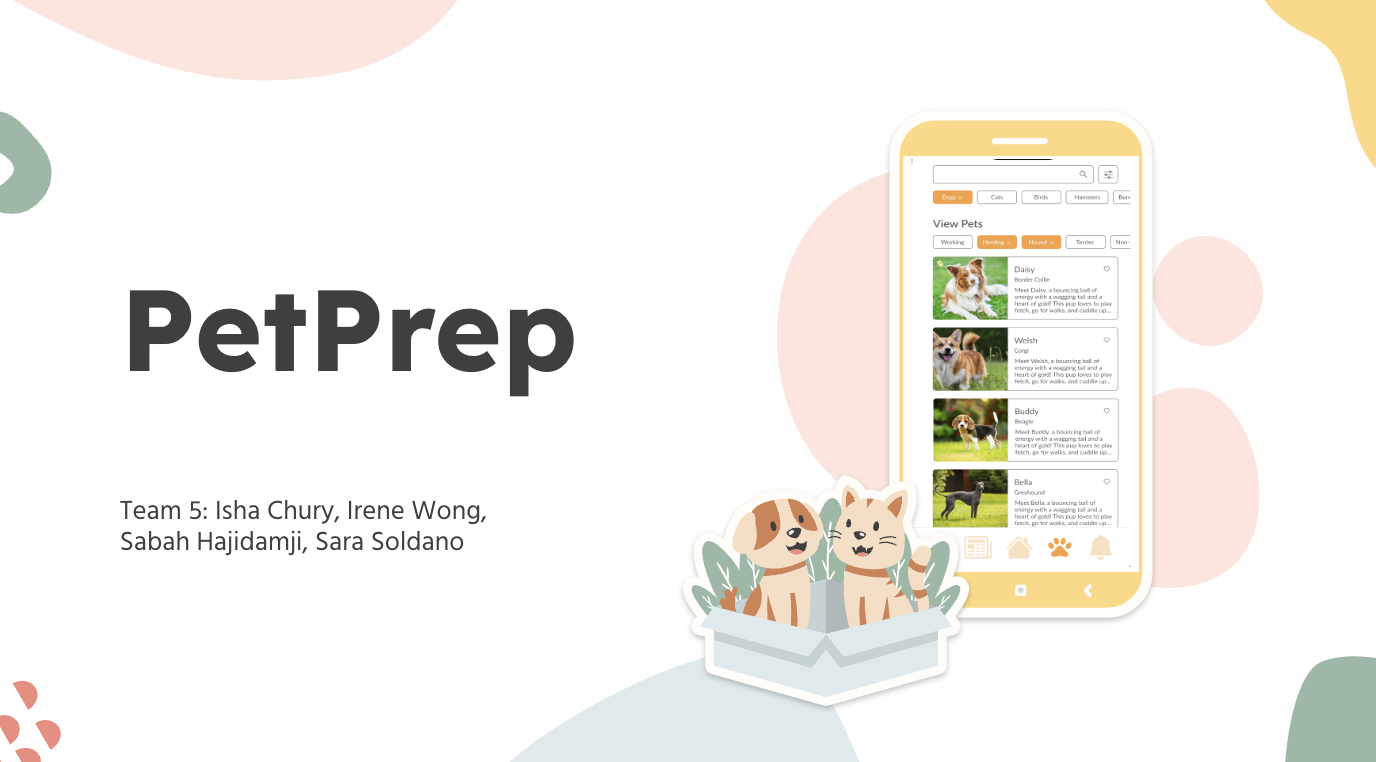 PetPrep
Team 5: Isha Chury, Irene Wong,
Sabah Hajidamji, Sara Soldano
Dogs × Cats Birds Hamsters
View Pets
Working Herding × Hound × Terrier Non-
Daisy
Border Collie
Meet Daisy, a bouncing ball of
energy with a wagging tail and a
heart of gold! This pup loves to play
fetch, go for walks, and cuddle up...
Welsh
Corgi
Meet Welsh, a bouncing ball of
energy with a wagging tail and a
heart of gold! This pup loves to play
fetch, go for walks, and cuddle up...
Buddy
Beagle
Meet Buddy, a bouncing ball of
energy with a wagging tail and a
heart of gold! This pup loves to play
fetch, go for walks, and cuddle up...
Bella
Greyhound
Meet Bella, a bouncing ball of
energy with a wagging tail and a
heart of gold! This pup loves to play
fetch, go for walks, and cuddle up...